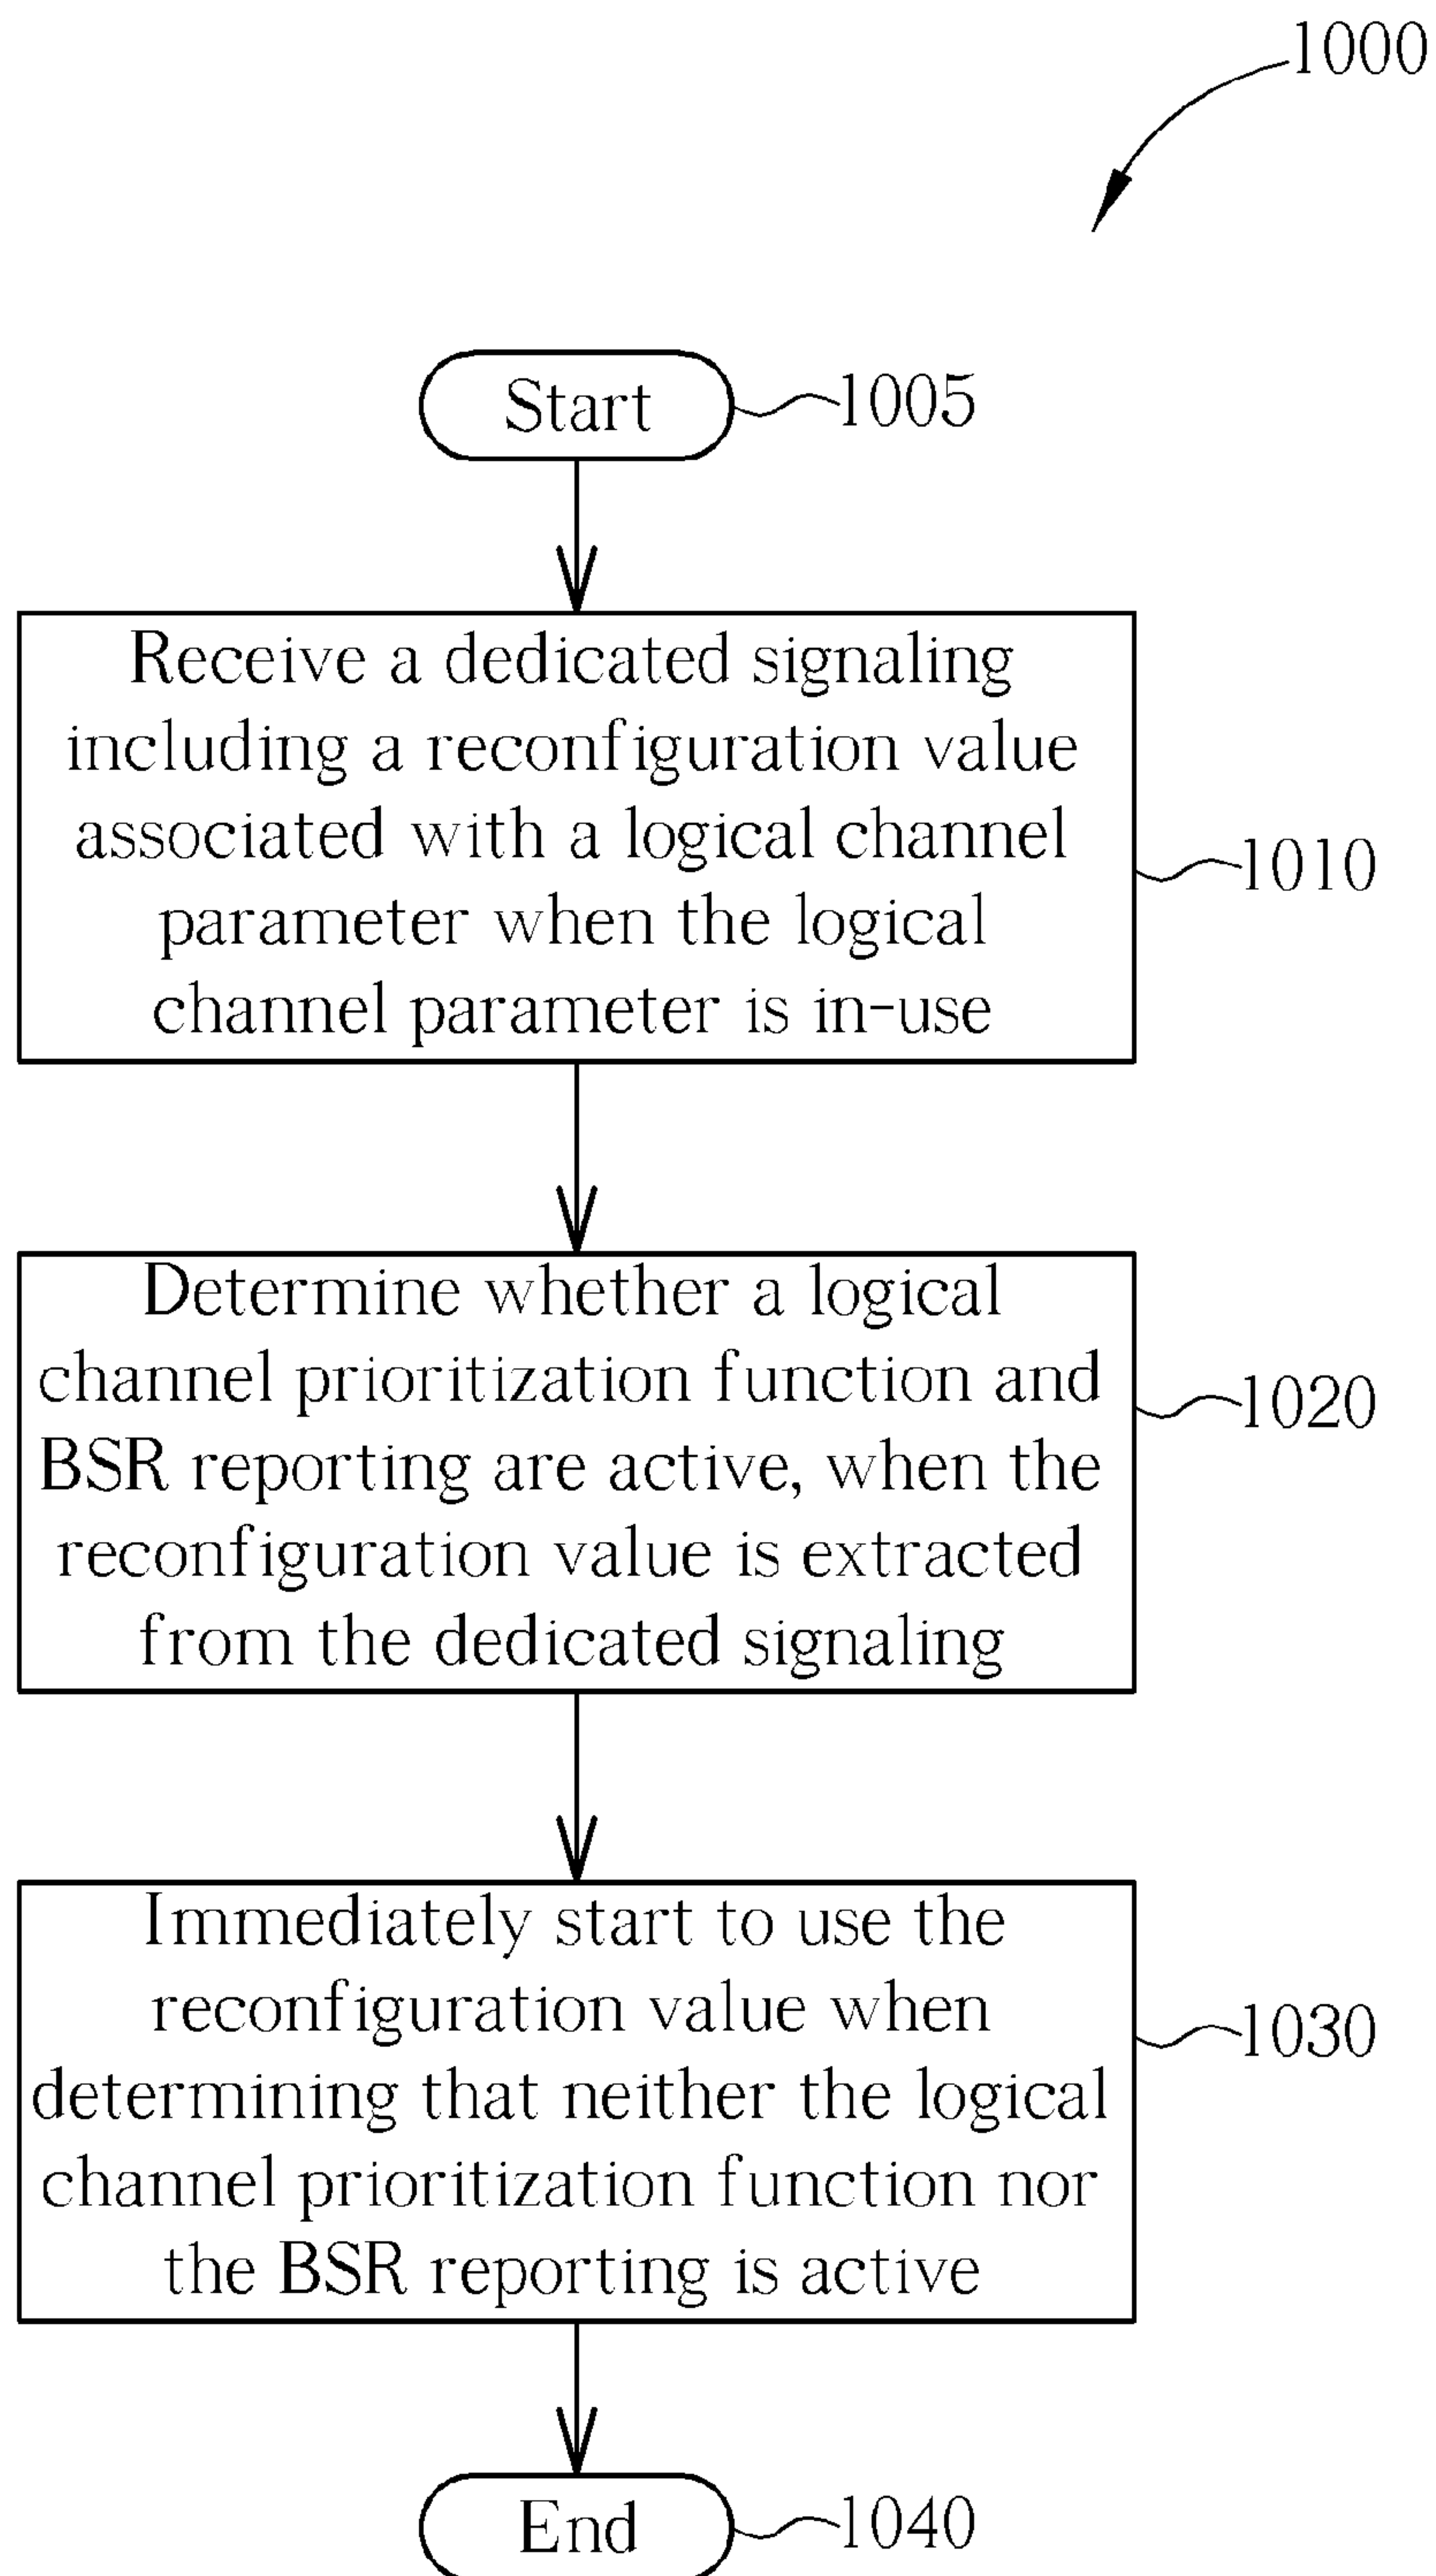 1000
Start
1005
Receive a dedicated signaling
including a reconfiguration value
associated with a logical channel
parameter when the logical
channel parameter is in-use
1010
Determine whether a logical
channel prioritization function and
BSR reporting are active, when the
reconfiguration value is extracted
from the dedicated signaling
1020
Immediately start to use the
reconfiguration value when
determining that neither the logical
channel prioritization function nor
the BSR reporting is active
1030
End
1040